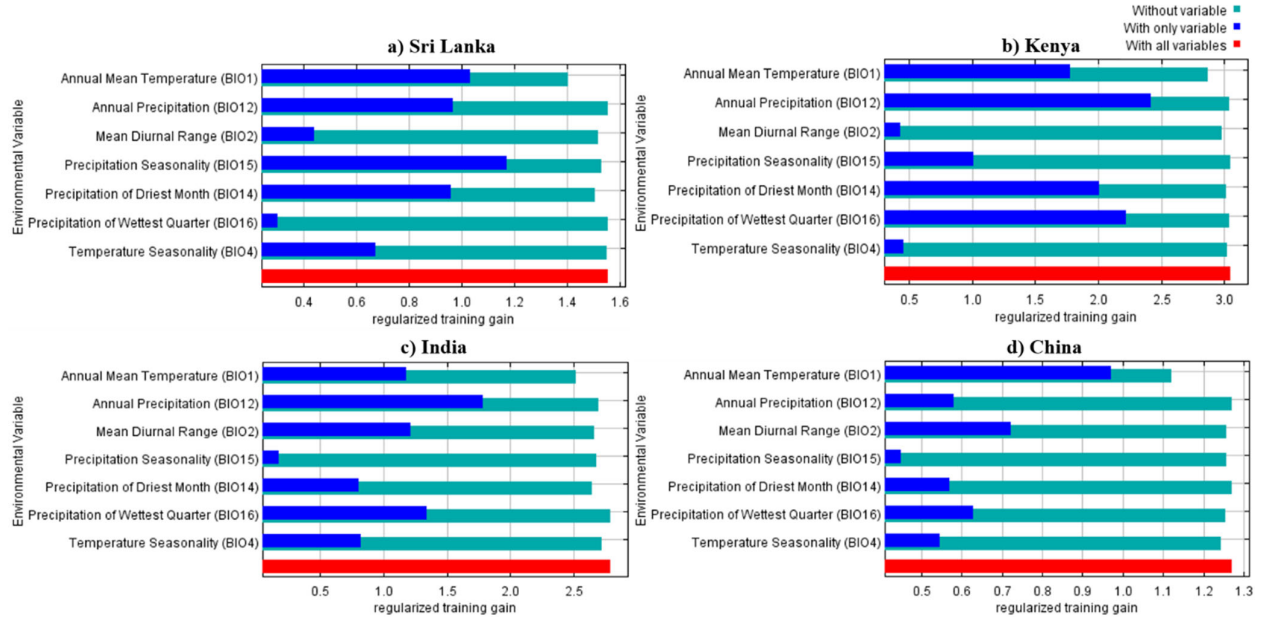 Without variable
With only variable
With all variables
a) Sri Lanka
Environmental Variable
Annual Mean Temperature (BIO1)
Annual Precipitation (BIO12)
Mean Diurnal Range (BIO2)
Precipitation Seasonality (BIO15)
Precipitation of Driest Month (BIO14)
Precipitation of Wettest Quarter (BIO16)
Temperature Seasonality (BIO4)
0.4 0.6 0.8 1.0 1.2 1.4 1.6
regularized training gain
b) Kenya
Environmental Variable
Annual Mean Temperature (BIO1)
Annual Precipitation (BIO12)
Mean Diurnal Range (BIO2)
Precipitation Seasonality (BIO15)
Precipitation of Driest Month (BIO14)
Precipitation of Wettest Quarter (BIO16)
Temperature Seasonality (BIO4)
0.5 1.0 1.5 2.0 2.5 3.0
regularized training gain
c) India
Environmental Variable
Annual Mean Temperature (BIO1)
Annual Precipitation (BIO12)
Mean Diurnal Range (BIO2)
Precipitation Seasonality (BIO15)
Precipitation of Driest Month (BIO14)
Precipitation of Wettest Quarter (BIO16)
Temperature Seasonality (BIO4)
0.5 1.0 1.5 2.0 2.5
regularized training gain
d) China
Environmental Variable
Annual Mean Temperature (BIO1)
Annual Precipitation (BIO12)
Mean Diurnal Range (BIO2)
Precipitation Seasonality (BIO15)
Precipitation of Driest Month (BIO14)
Precipitation of Wettest Quarter (BIO16)
Temperature Seasonality (BIO4)
0.5 0.6 0.7 0.8 0.9 1.0 1.1 1.2 1.3
regularized training gain